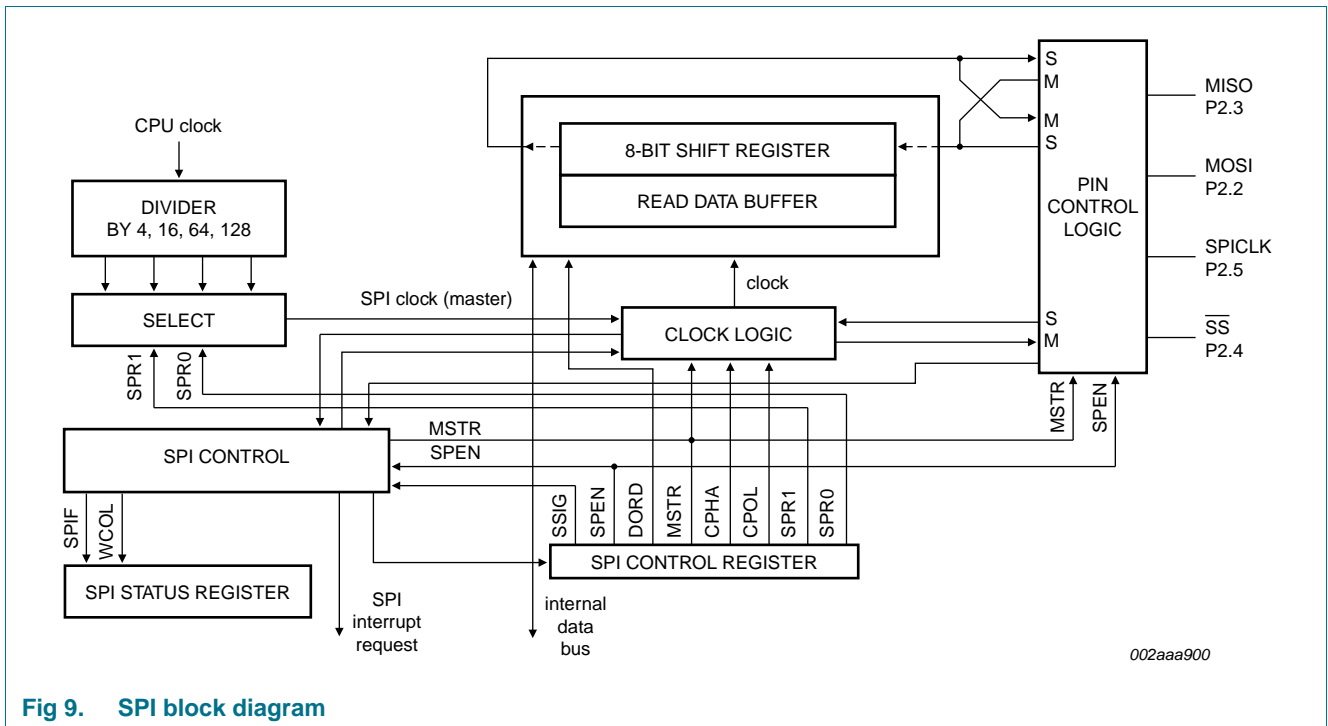 CPU clock
DIVIDER
BY 4, 16, 64, 128
SELECT
SPR1
SPR0
SPI clock (master)
8-BIT SHIFT REGISTER
READ DATA BUFFER
clock
CLOCK LOGIC
S
M
M
S
PIN
CONTROL
LOGIC
S
M
MISO
P2.3
MOSI
P2.2
SPICLK
P2.5
SS
P2.4
MSTR
SPEN
SPI CONTROL
MSTR
SPEN
SPIF
WCOL
SPI STATUS REGISTER
SPI
interrupt
request
SSIG
SPEN
DORD
MSTR
CPHA
CPOL
SPR1
SPR0
SPI CONTROL REGISTER
internal
data
bus
002aaa900
Fig 9. SPI block diagram